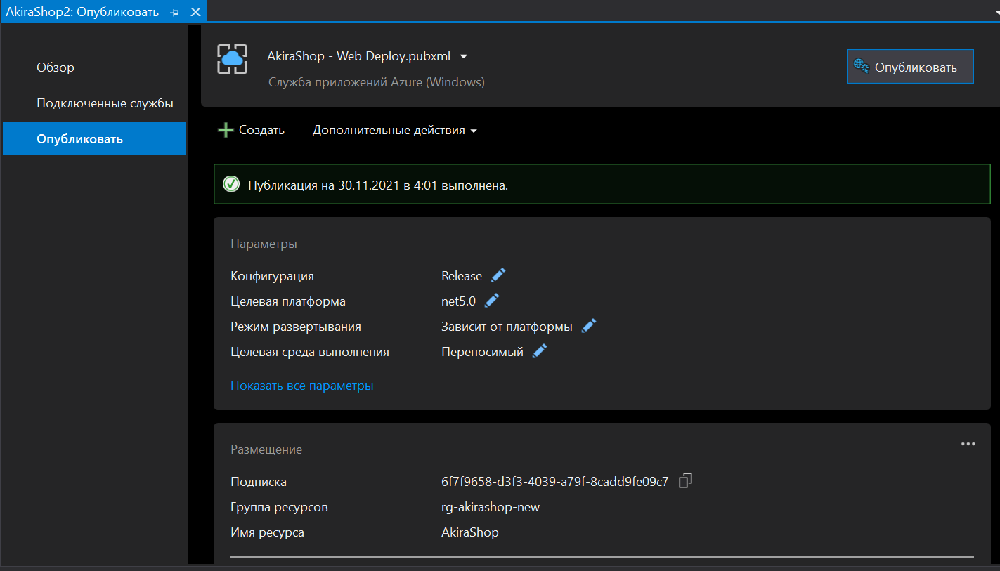 AkiraShop2: Опубликовать
Обзор
Подключенные службы
Опубликовать
AkiraShop - Web Deploy.pubxml
Служба приложений Azure (Windows)
Опубликовать
Создать Дополнительные действия
Публикация на 30.11.2021 в 4:01 выполнена.
Параметры
Конфигурация Release
Целевая платформа net5.0
Режим развертывания Зависит от платформы
Целевая среда выполнения Переносимый
Показать все параметры
Размещение
Подписка 6f7f9658-d3f3-4039-a79f-8cadd9fe09c7
Группа ресурсов rg-akirashop-new
Имя ресурса AkiraShop